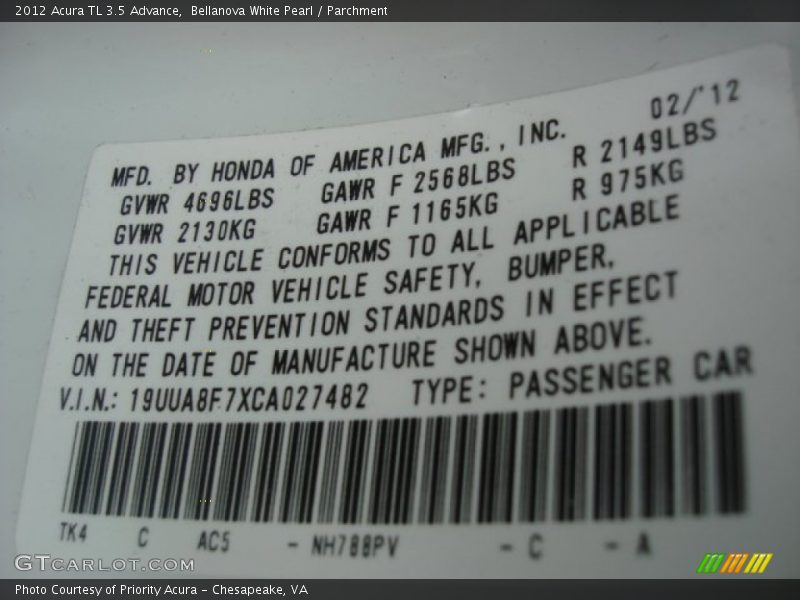 2012 Acura TL 3.5 Advance, Bellanova White Pearl / Parchment
02/'12
MFD. BY HONDA OF AMERICA MFG., INC.
GVWR 4696LBS GAWR F 2568LBS R 2149LBS
GVWR 2130KG GAWR F 1165KG R 975KG
THIS VEHICLE CONFORMS TO ALL APPLICABLE
FEDERAL MOTOR VEHICLE SAFETY, BUMPER,
AND THEFT PREVENTION STANDARDS IN EFFECT
ON THE DATE OF MANUFACTURE SHOWN ABOVE.
V.I.N.: 19UUA8F7XCA027482 TYPE: PASSENGER CAR
TK4 C AC5 - NH788PV - C - A
GTCARLOT.COM
Photo Courtesy of Priority Acura – Chesapeake, VA